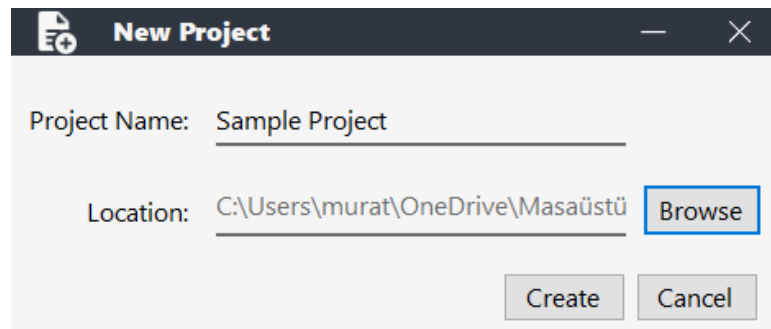 New Project
Project Name: Sample Project
Location: C:\Users\murat\OneDrive\Masaüstü Browse
Create Cancel